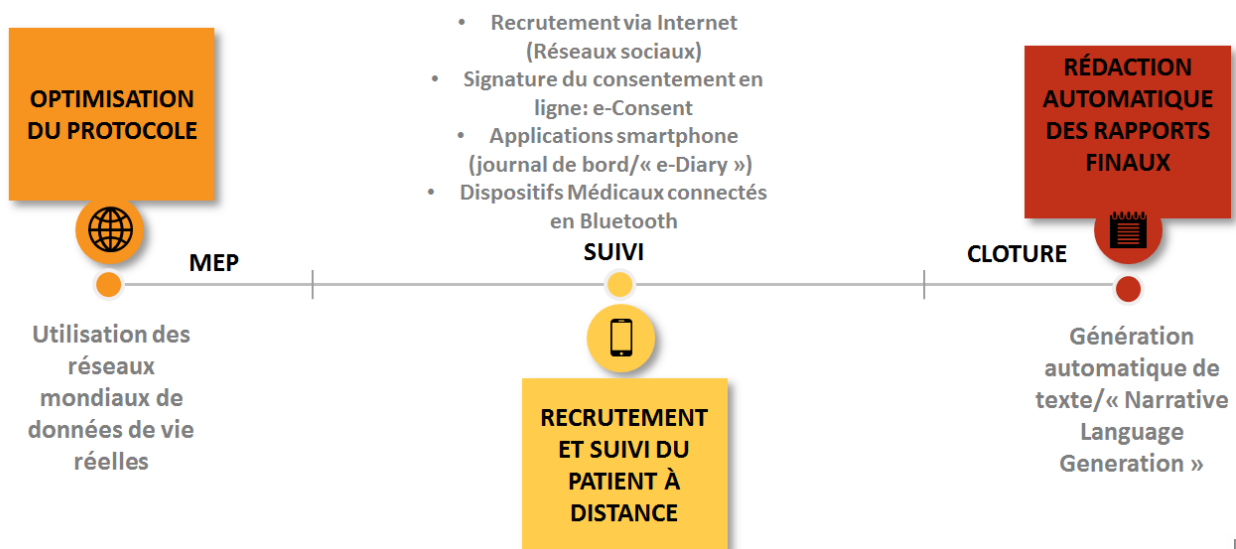 OPTIMISATION
DU PROTOCOLE
• Recrutement via Internet
(Réseaux sociaux)
• Signature du consentement en
ligne: e-Consent
• Applications smartphone
(journal de bord/« e-Diary »)
• Dispositifs Médicaux connectés
en Bluetooth
RÉDACTION
AUTOMATIQUE
DES RAPPORTS
FINAUX
MEP
SUIVI
CLOTURE
Utilisation des
réseaux
mondiaux de
données de vie
réelles
RECRUTEMENT
ET SUIVI DU
PATIENT À
DISTANCE
Génération
automatique de
texte/« Narrative
Language
Generation »